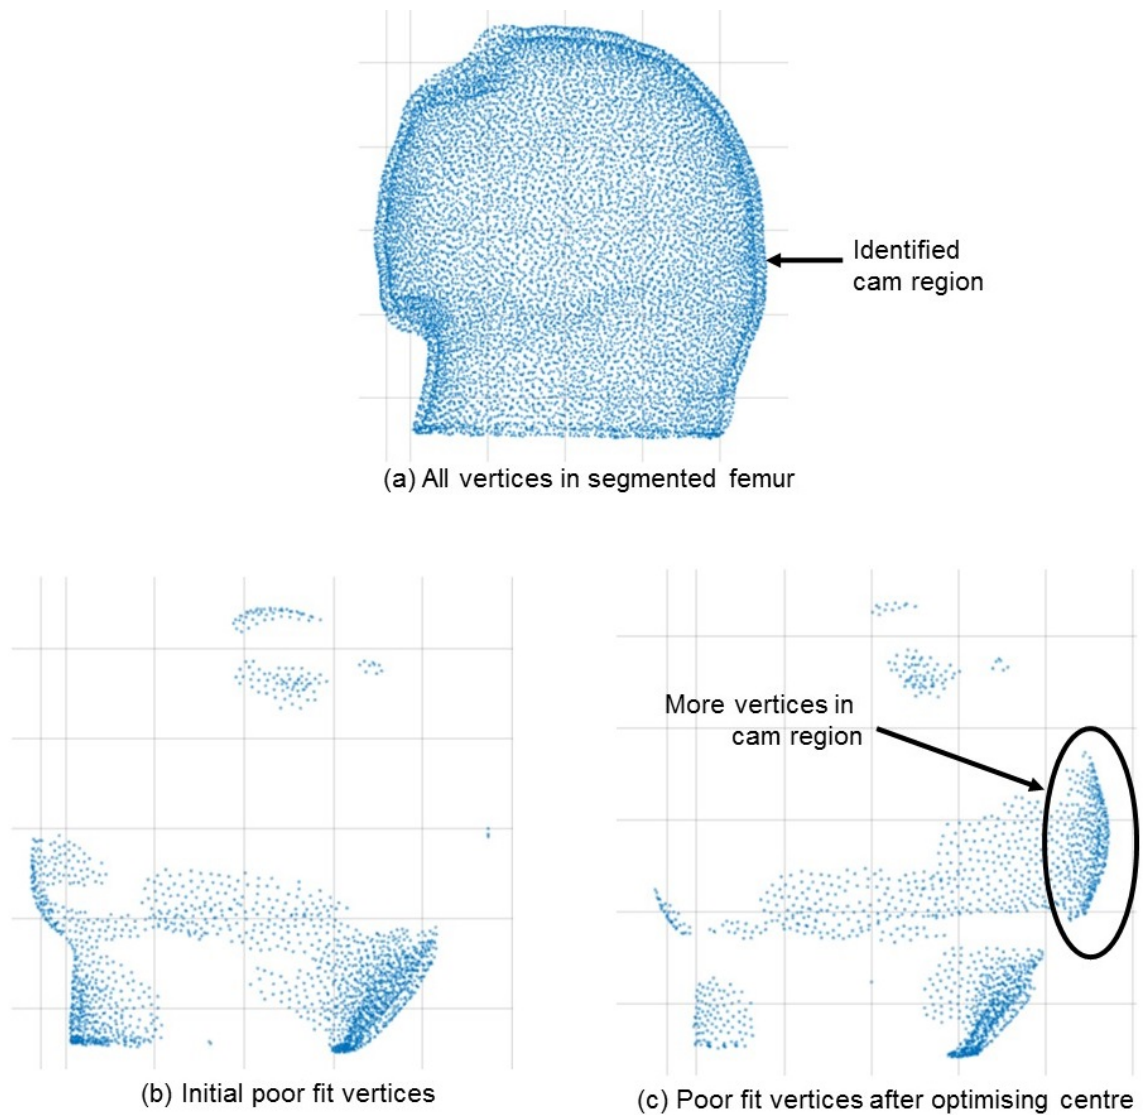 Identified
cam region
(a) All vertices in segmented femur
More vertices in
cam region
(b) Initial poor fit vertices
(c) Poor fit vertices after optimising centre